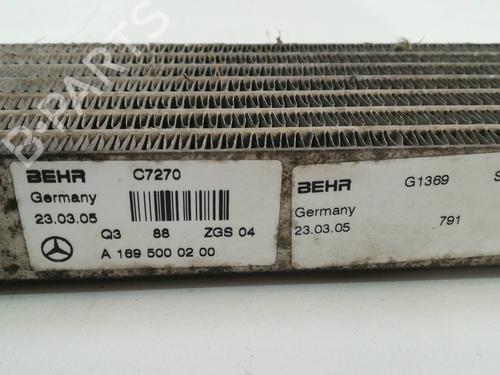 BEHR C7270
Germany
23.03.05
Q3 88 ZGS 04
A 169 500 02 00
BEHR G1369 S
Germany
23.03.05 791
B-PARTS